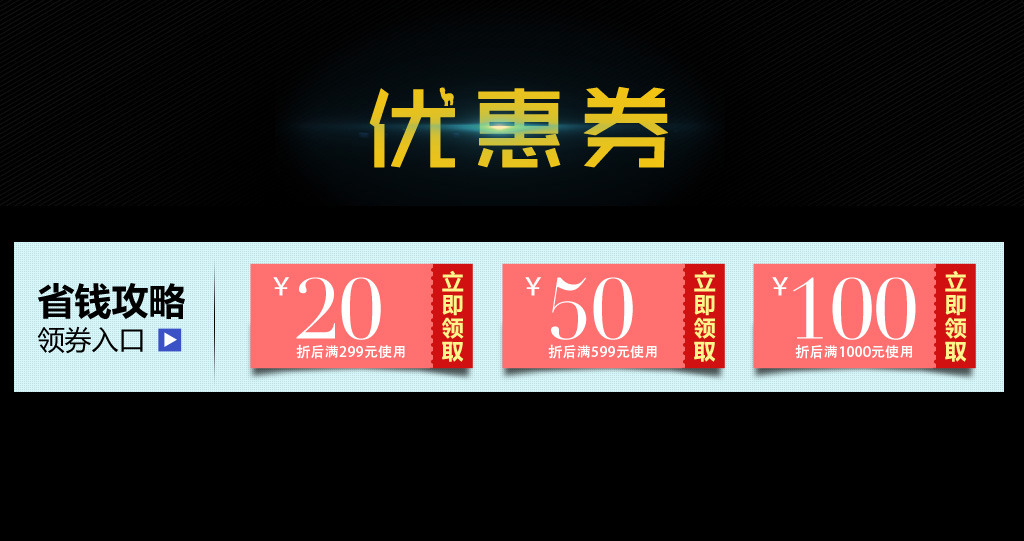 优惠券
省钱攻略
领券入口
¥20
折后满299元使用
立即领取
¥50
折后满599元使用
立即领取
¥100
折后满1000元使用
立即领取